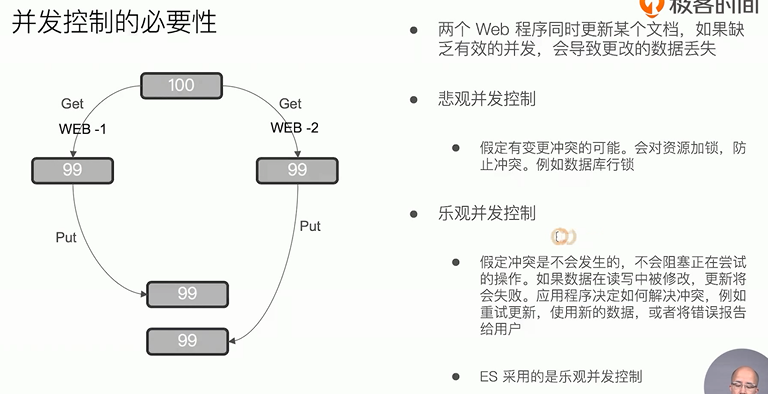 极客时间
并发控制的必要性
100
Get
Get
WEB -1
WEB -2
99
99
Put
Put
99
99
两个 Web 程序同时更新某个文档，如果缺
乏有效的并发，会导致更改的数据丢失
悲观并发控制
假定有变更冲突的可能。会对资源加锁，防
止冲突。例如数据库行锁
乐观并发控制
假定冲突是不会发生的，不会阻塞正在尝试
的操作。如果数据在读写中被修改，更新将
会失败。应用程序决定如何解决冲突，例如
重试更新，使用新的数据，或者将错误报告
给用户
ES 采用的是乐观并发控制